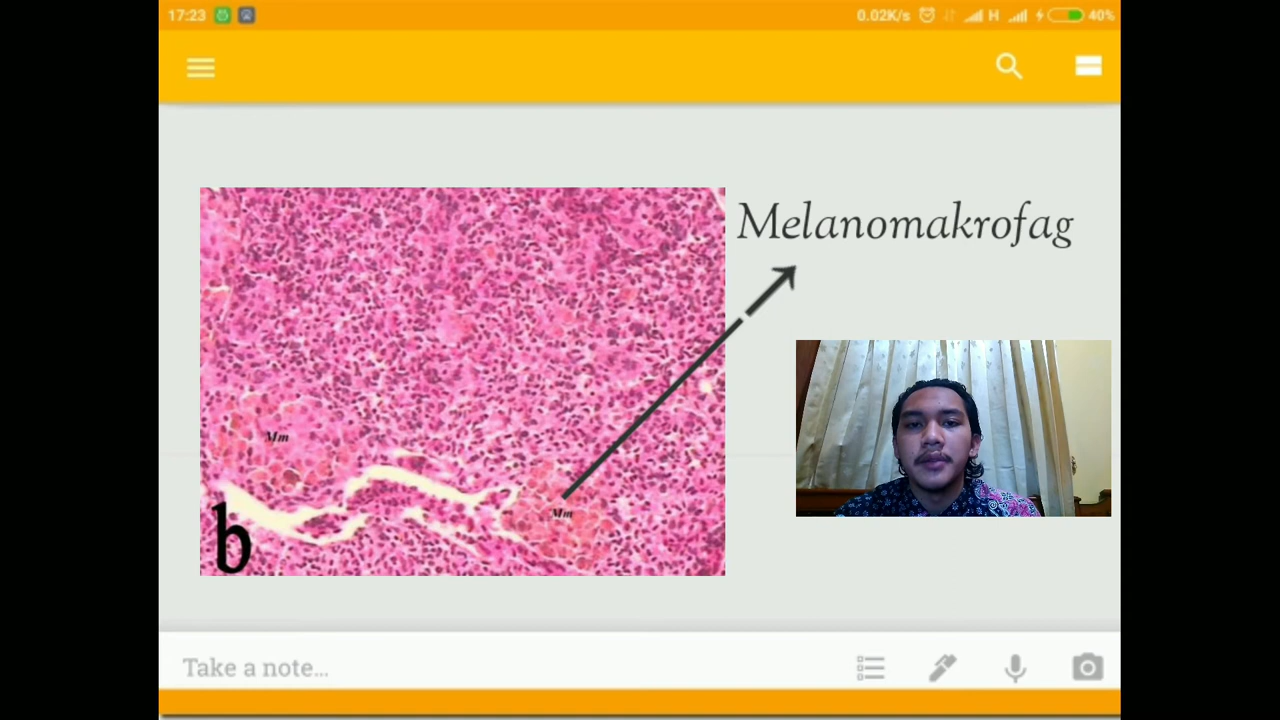 17:23 0.02K/s H 40%
Melanomakrofag
Mm
Mm
b
Take a note...